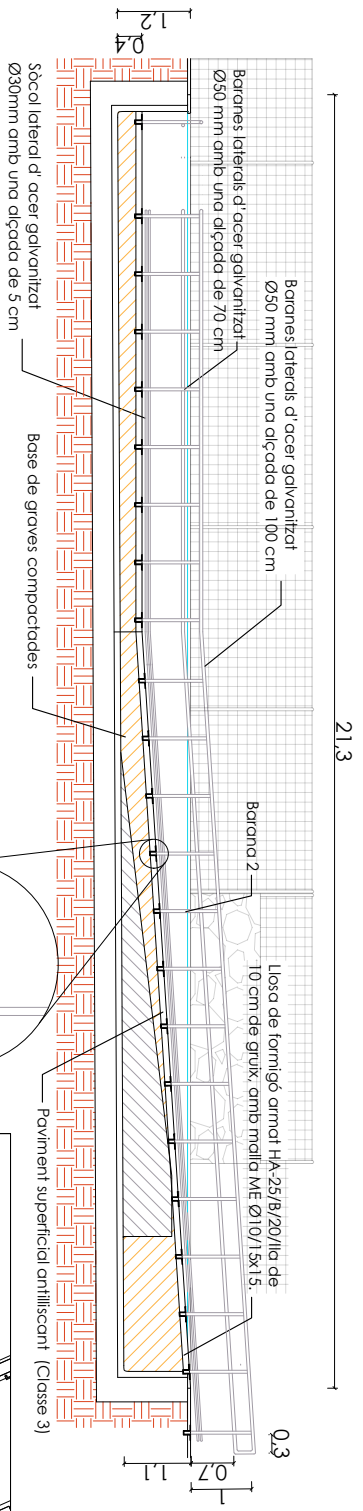 21,3
Baranes laterals d'acer galvanitzat
Ø50 mm amb una alçada de 100 cm
Baranes laterals d'acer galvanitzat
Ø50 mm amb una alçada de 70 cm
Barana 2
Llosa de formigó armat HA-25/B/20/IIa de
10 cm de gruix, amb malla ME Ø10/15x15.
0,3
1,2
0,4
1
0,7
1,1
Sòcol lateral d'acer galvanitzat
Ø30mm amb una alçada de 5 cm
Base de graves compactades
Paviment superficial antilliscant (Classe 3)